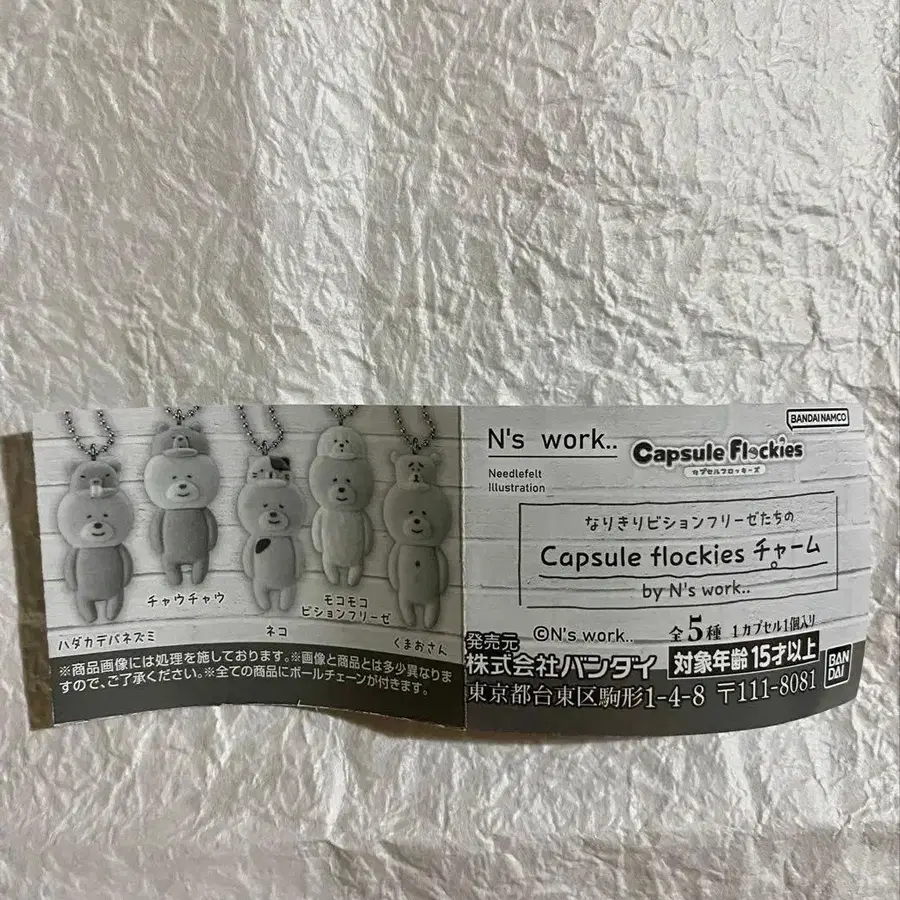 チャウチャウ
モコモコ
ビションフリーゼ
ハダカデバネズミ
ネコ
くまおさん
※商品画像には処理を施しております。※画像と商品とは多少異なりま
すので、ご了承ください。※全ての商品にボールチェーンが付きます。
BANDAI NAMCO
N's work..
Needlefelt
Illustration
Capsule Flockies
カプセルフロッキーズ
なりきりビションフリーゼたちの
Capsule flockies チャーム
by N's work..
©N's work..
全5種 1カプセル1個入り
発売元
株式会社バンダイ
対象年齢15才以上
東京都台東区駒形1-4-8 〒111-8081
BAN
DAI